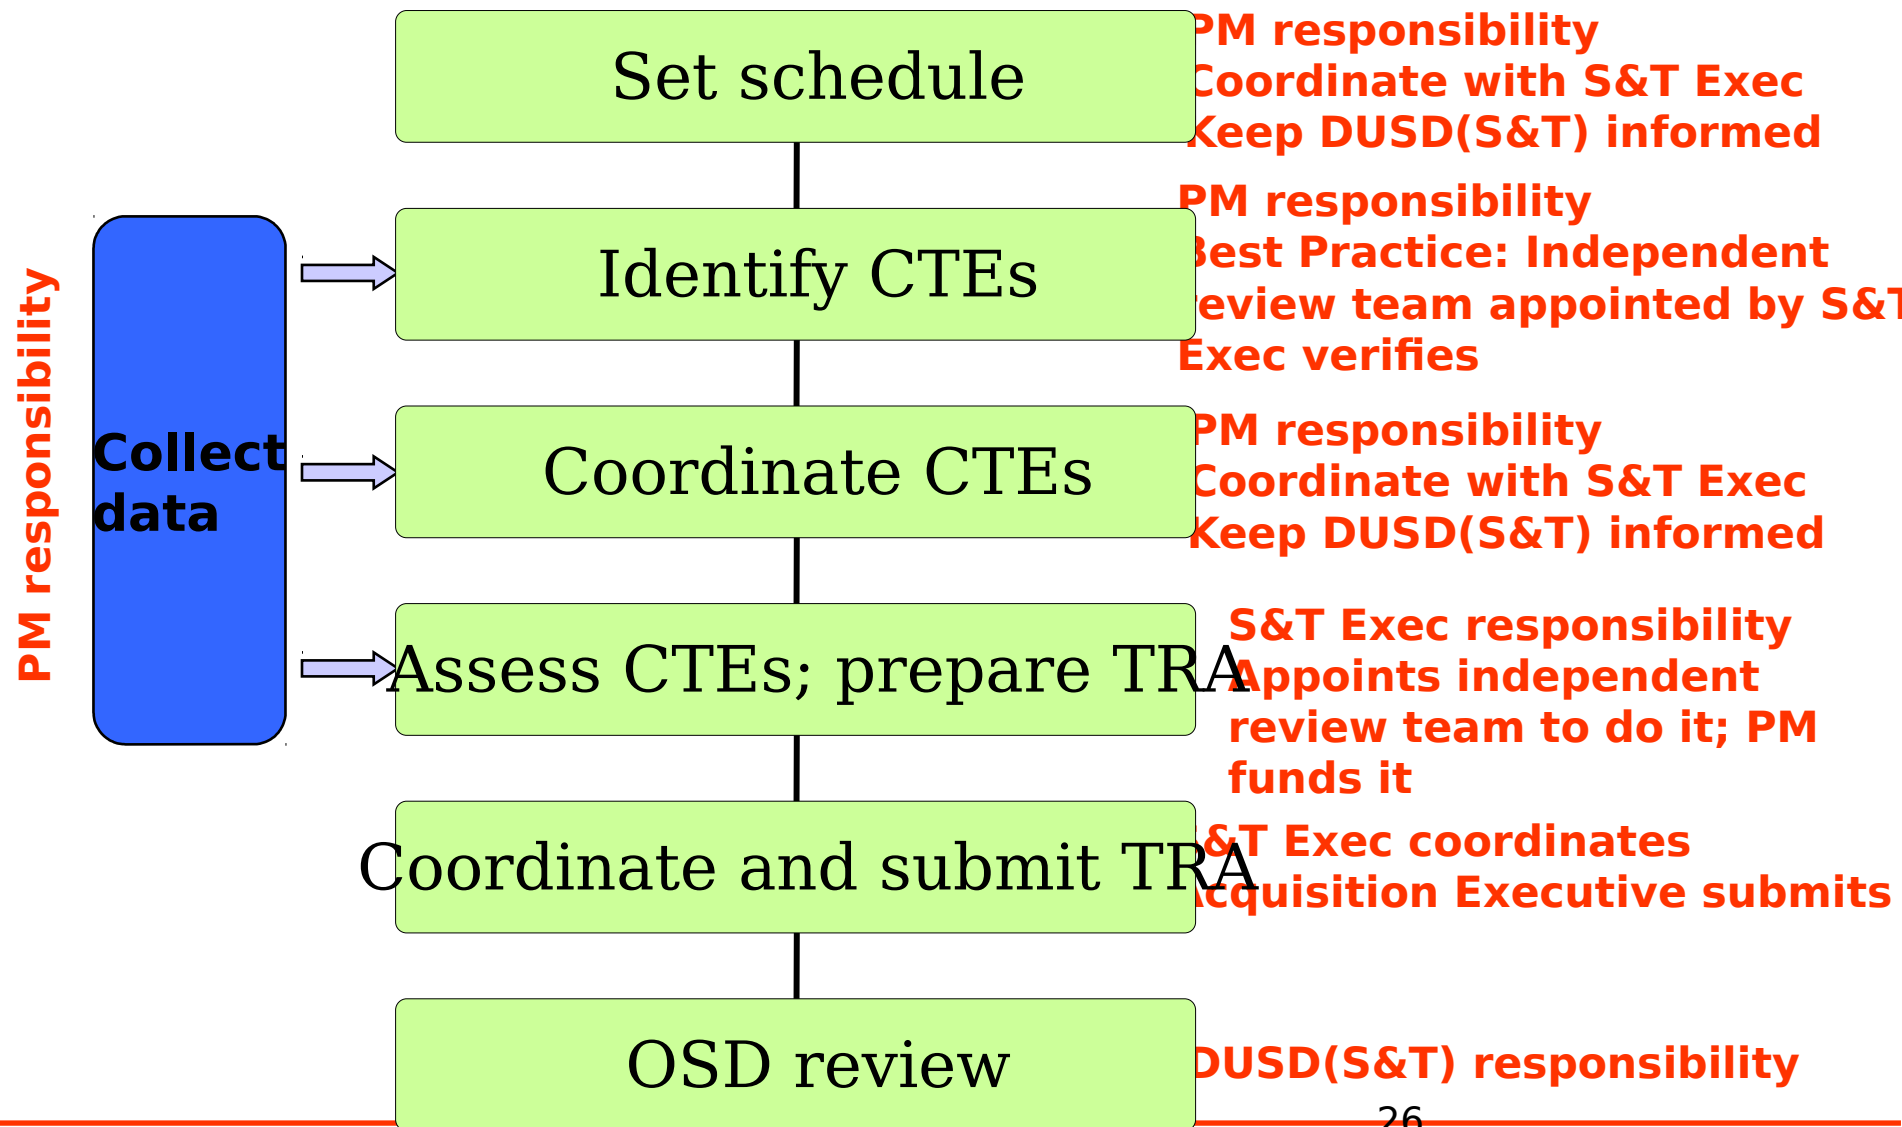 Set schedule
PM responsibility
Coordinate with S&T Exec
Keep DUSD(S&T) informed
PM responsibility
Collect
data
Identify CTEs
PM responsibility
Best Practice: Independent
review team appointed by S&T
Exec verifies
Coordinate CTEs
PM responsibility
Coordinate with S&T Exec
Keep DUSD(S&T) informed
Assess CTEs; prepare TRA
S&T Exec responsibility
Appoints independent
review team to do it; PM
funds it
Coordinate and submit TRA
S&T Exec coordinates
Acquisition Executive submits
OSD review
DUSD(S&T) responsibility
26